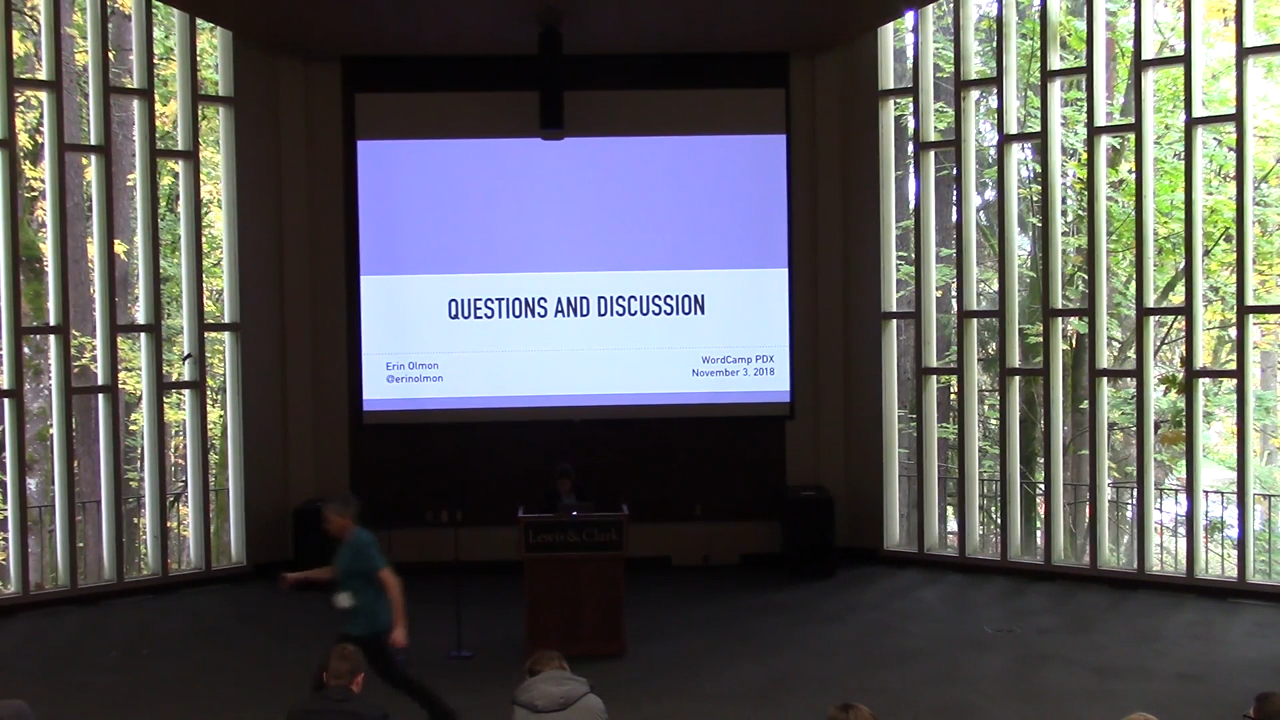 QUESTIONS AND DISCUSSION
Erin Olmon
@erinolmon
WordCamp PDX
November 3, 2018
Lewis & Clark